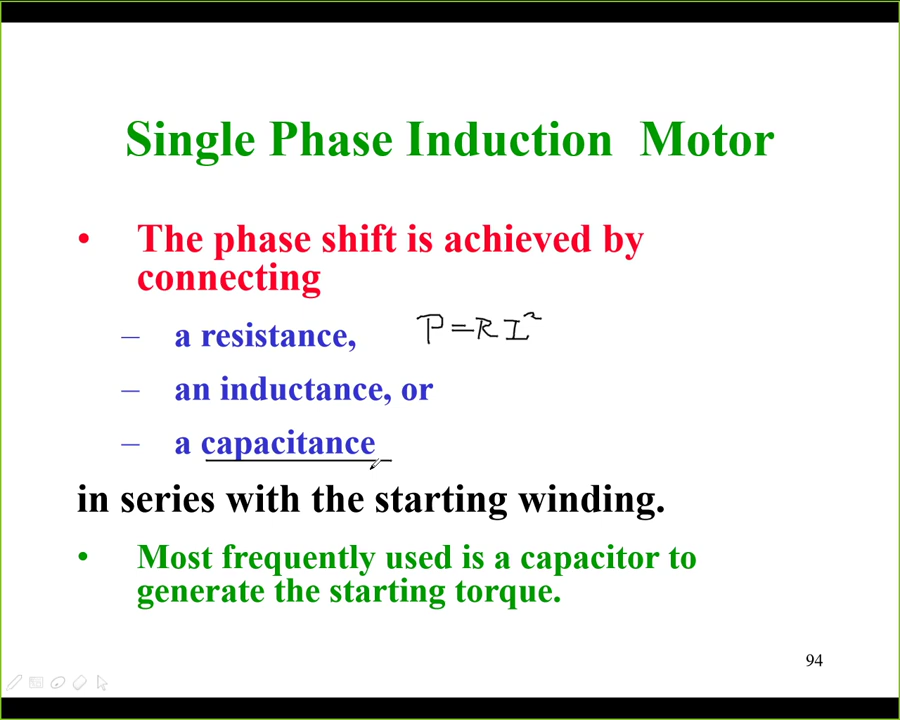 Single Phase Induction Motor
• The phase shift is achieved by
connecting
– a resistance, P=RI²
– an inductance, or
– a capacitance
in series with the starting winding.
• Most frequently used is a capacitor to
generate the starting torque.
94